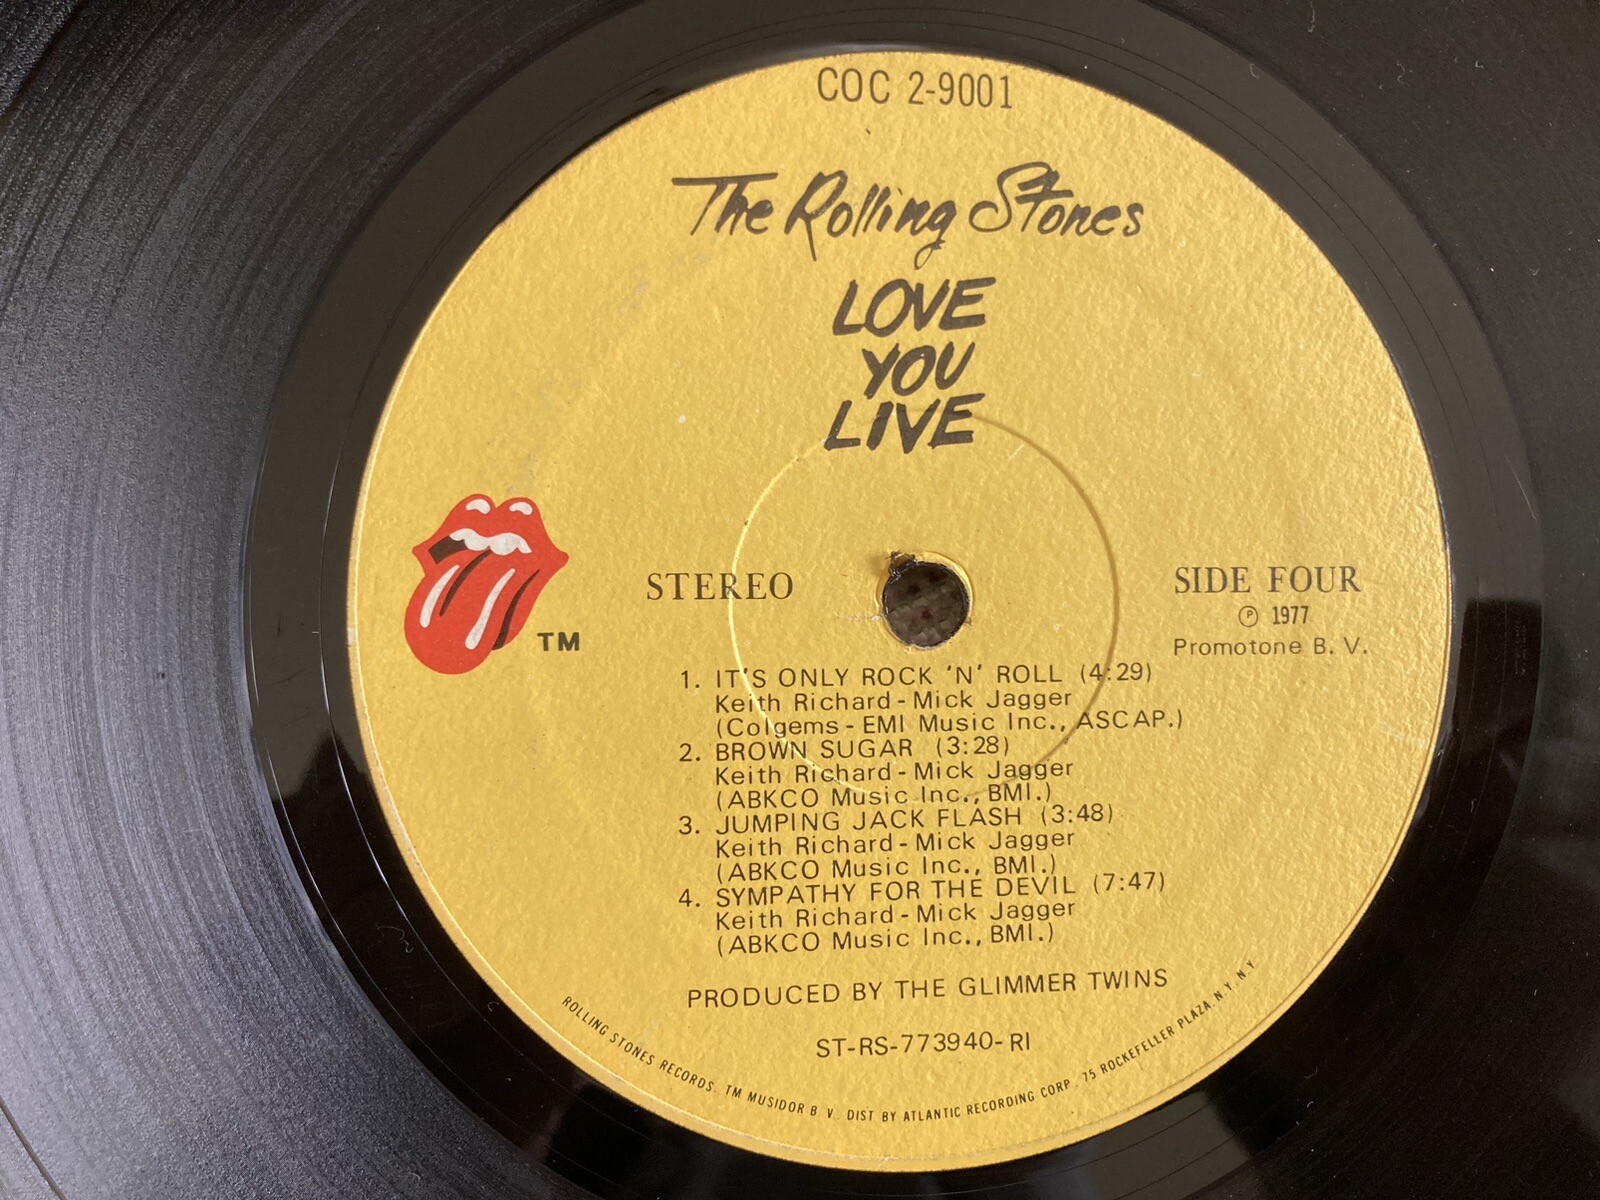 COC 2-9001
The Rolling Stones
LOVE
YOU
LIVE
TM
STEREO
SIDE FOUR
℗ 1977
Promotone B. V.
1. IT'S ONLY ROCK 'N' ROLL (4:29)
Keith Richard - Mick Jagger
(Colgems - EMI Music Inc., ASCAP.)
2. BROWN SUGAR (3:28)
Keith Richard - Mick Jagger
(ABKCO Music Inc., BMI.)
3. JUMPING JACK FLASH (3:48)
Keith Richard - Mick Jagger
(ABKCO Music Inc., BMI.)
4. SYMPATHY FOR THE DEVIL (7:47)
Keith Richard - Mick Jagger
(ABKCO Music Inc., BMI.)
PRODUCED BY THE GLIMMER TWINS
ST-RS-773940-RI
ROLLING STONES RECORDS, TM MUSIDOR B V. DIST BY ATLANTIC RECORDING CORP. 75 ROCKEFELLER PLAZA, N.Y. N.Y.